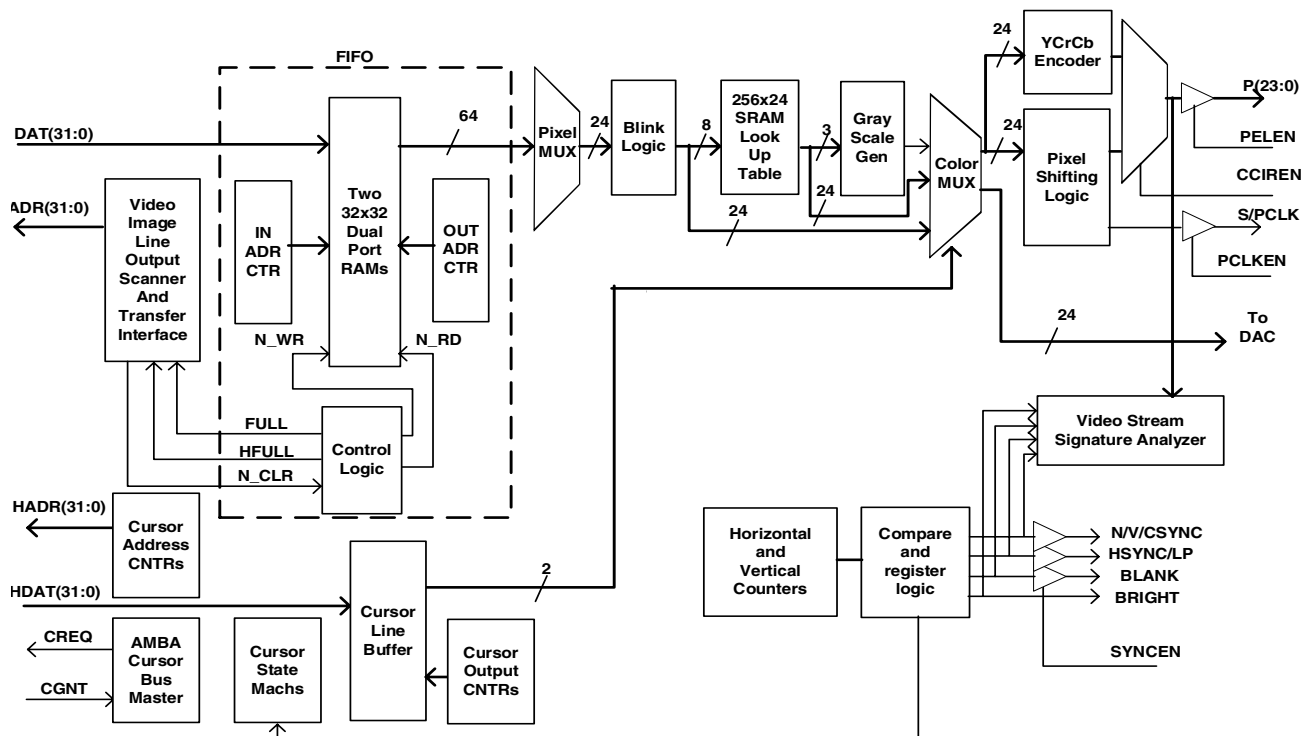 FIFO
DAT(31:0)
ADR(31:0)
Video
Image
Line
Output
Scanner
And
Transfer
Interface
IN
ADR
CTR
Two
32x32
Dual
Port
RAMs
OUT
ADR
CTR
64
N_WR
N_RD
FULL
HFULL
N_CLR
Control
Logic
Pixel
MUX
24
Blink
Logic
8
24
256x24
SRAM
Look
Up
Table
3
24
Gray
Scale
Gen
Color
MUX
24
24
YCrCb
Encoder
Pixel
Shifting
Logic
P(23:0)
PELEN
CCIREN
S/PCLK
PCLKEN
24
To
DAC
Video Stream
Signature Analyzer
HADR(31:0)
Cursor
Address
CNTRs
HDAT(31:0)
CREQ
CGNT
AMBA
Cursor
Bus
Master
Cursor
State
Machs
Cursor
Line
Buffer
2
Cursor
Output
CNTRs
Horizontal
and
Vertical
Counters
Compare
and
register
logic
N/V/CSYNC
HSYNC/LP
BLANK
BRIGHT
SYNCEN